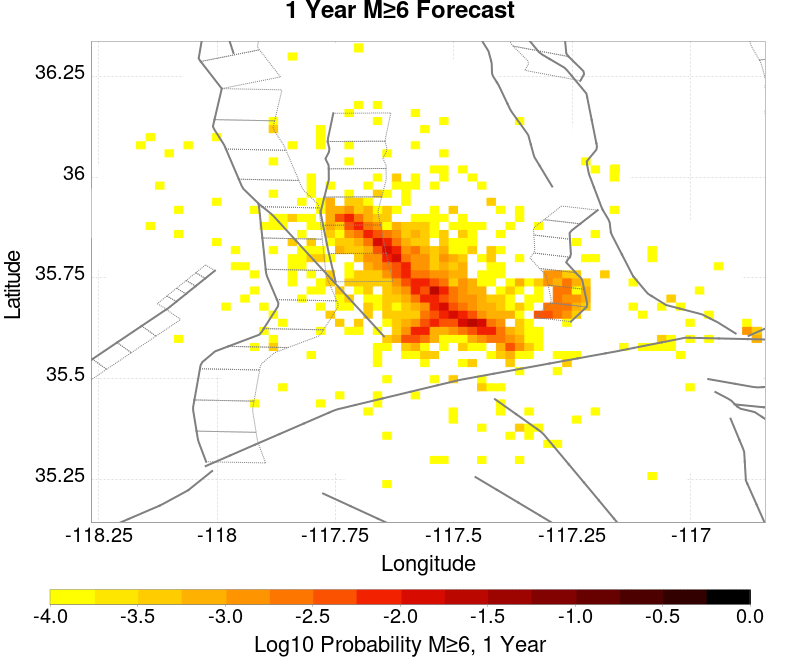 1 Year M≥6 Forecast
36.25
36
35.75
35.5
35.25
Latitude
-118.25 -118 -117.75 -117.5 -117.25 -117
Longitude
-4.0 -3.5 -3.0 -2.5 -2.0 -1.5 -1.0 -0.5 0.0
Log10 Probability M≥6, 1 Year